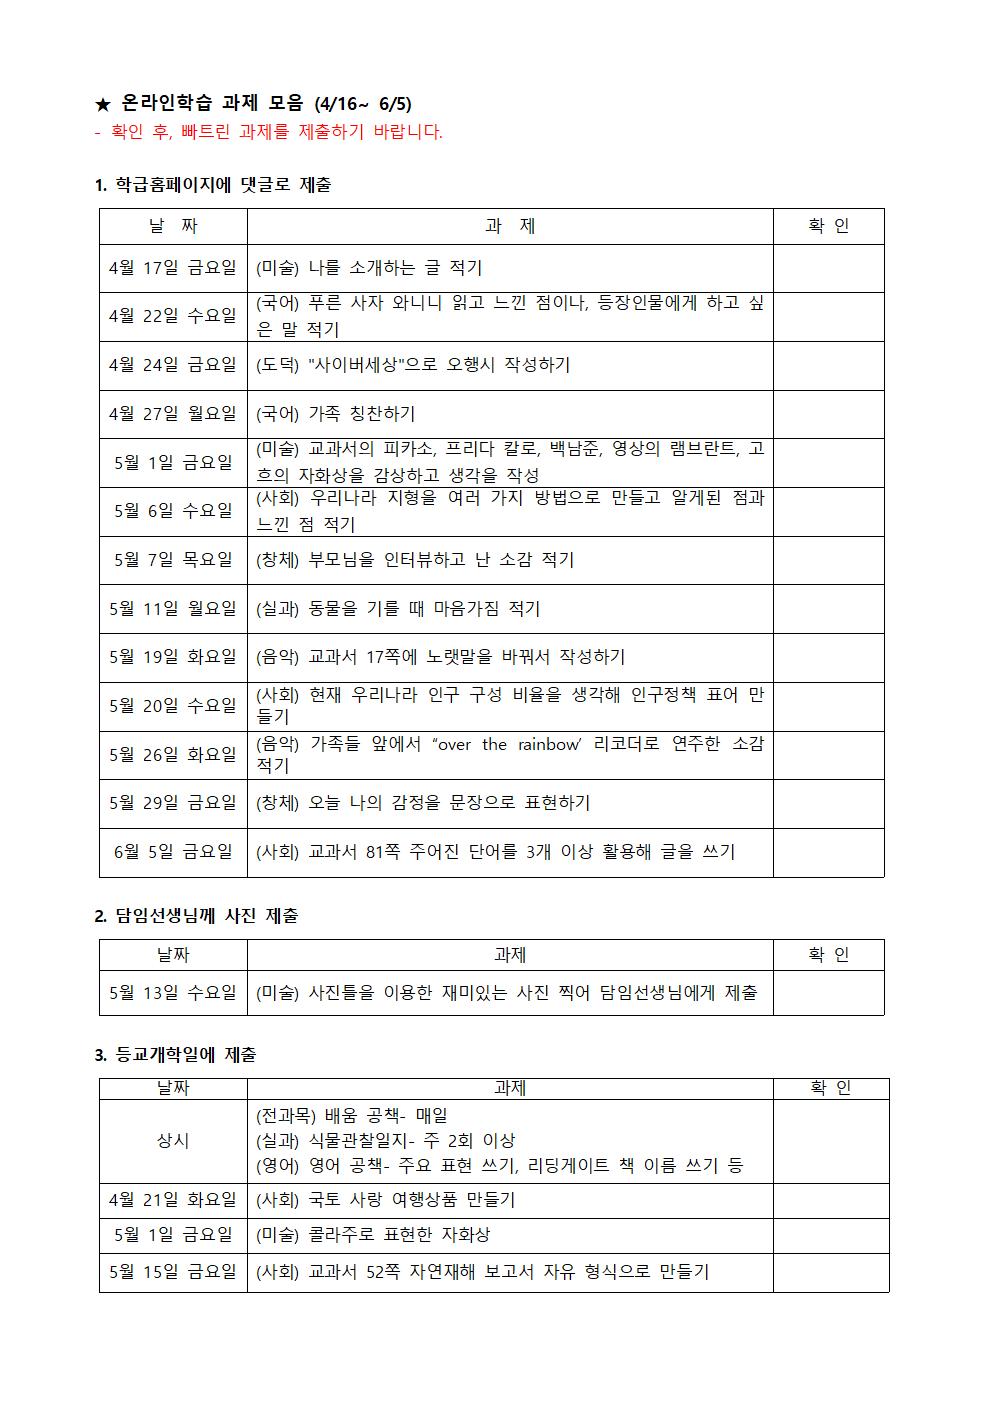 ★ 온라인학습 과제 모음 (4/16~ 6/5)
- 확인 후, 빠트린 과제를 제출하기 바랍니다.
1. 학급홈페이지에 댓글로 제출
날 짜 과 제 확 인
4월 17일 금요일 (미술) 나를 소개하는 글 적기
4월 22일 수요일 (국어) 푸른 사자 와니니 읽고 느낀 점이나, 등장인물에게 하고 싶
은 말 적기
4월 24일 금요일 (도덕) "사이버세상"으로 오행시 작성하기
4월 27일 월요일 (국어) 가족 칭찬하기
5월 1일 금요일 (미술) 교과서의 피카소, 프리다 칼로, 백남준, 영상의 램브란트, 고
흐의 자화상을 감상하고 생각을 작성
5월 6일 수요일 (사회) 우리나라 지형을 여러 가지 방법으로 만들고 알게된 점과
느낀 점 적기
5월 7일 목요일 (창체) 부모님을 인터뷰하고 난 소감 적기
5월 11일 월요일 (실과) 동물을 기를 때 마음가짐 적기
5월 19일 화요일 (음악) 교과서 17쪽에 노랫말을 바꿔서 작성하기
5월 20일 수요일 (사회) 현재 우리나라 인구 구성 비율을 생각해 인구정책 표어 만
들기
5월 26일 화요일 (음악) 가족들 앞에서 “over the rainbow’ 리코더로 연주한 소감
적기
5월 29일 금요일 (창체) 오늘 나의 감정을 문장으로 표현하기
6월 5일 금요일 (사회) 교과서 81쪽 주어진 단어를 3개 이상 활용해 글을 쓰기
2. 담임선생님께 사진 제출
날짜 과제 확 인
5월 13일 수요일 (미술) 사진틀을 이용한 재미있는 사진 찍어 담임선생님에게 제출
3. 등교개학일에 제출
날짜 과제 확 인
상시 (전과목) 배움 공책- 매일
(실과) 식물관찰일지- 주 2회 이상
(영어) 영어 공책- 주요 표현 쓰기, 리딩게이트 책 이름 쓰기 등
4월 21일 화요일 (사회) 국토 사랑 여행상품 만들기
5월 1일 금요일 (미술) 콜라주로 표현한 자화상
5월 15일 금요일 (사회) 교과서 52쪽 자연재해 보고서 자유 형식으로 만들기